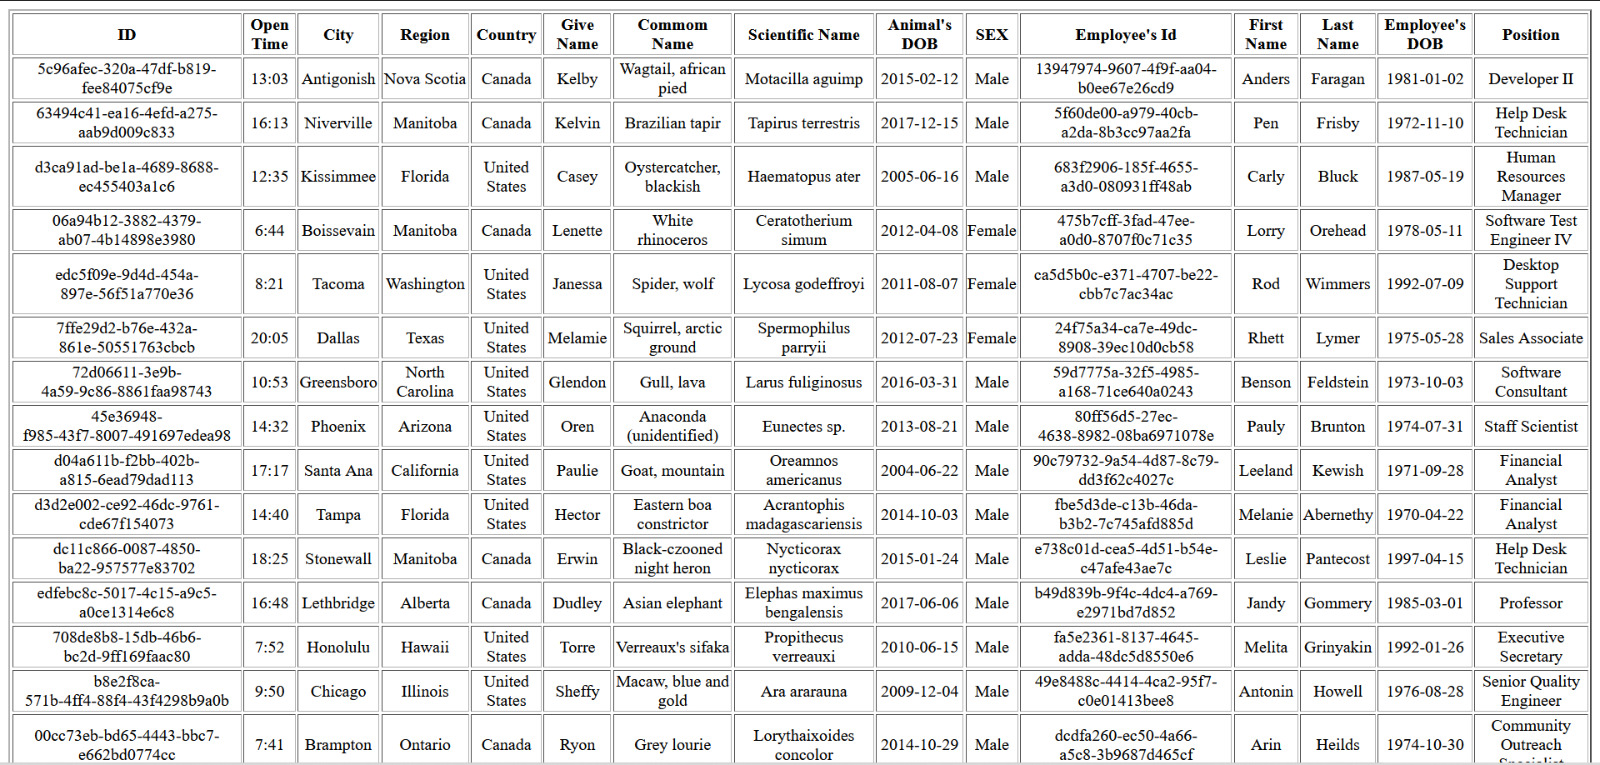 ID Open Time City Region Country Give Name Commom Name Scientific Name Animal's DOB SEX Employee's Id First Name Last Name Employee's DOB Position
5c96afec-320a-47df-b819-fee84075cf9e 13:03 Antigonish Nova Scotia Canada Kelby Wagtail, african pied Motacilla aguimp 2015-02-12 Male 13947974-9607-4f9f-aa04-b0ee67e26cd9 Anders Faragan 1981-01-02 Developer II
63494c41-ea16-4efd-a275-aab9d009c833 16:13 Niverville Manitoba Canada Kelvin Brazilian tapir Tapirus terrestris 2017-12-15 Male 5f60de00-a979-40cb-a2da-8b3cc97aa2fa Pen Frisby 1972-11-10 Help Desk Technician
d3ca91ad-be1a-4689-8688-ec455403a1c6 12:35 Kissimmee Florida United States Casey Oystercatcher, blackish Haematopus ater 2005-06-16 Male 683f2906-185f-4655-a3d0-080931ff48ab Carly Bluck 1987-05-19 Human Resources Manager
06a94b12-3882-4379-ab07-4b14898e3980 6:44 Boissevain Manitoba Canada Lenette White rhinoceros Ceratotherium simum 2012-04-08 Female 475b7cff-3fad-47ee-a0d0-8707f0c71c35 Lorry Orehead 1978-05-11 Software Test Engineer IV
edc5f09e-9d4d-454a-897e-56f51a770e36 8:21 Tacoma Washington United States Janessa Spider, wolf Lycosa godeffroyi 2011-08-07 Female ca5d5b0c-e371-4707-be22-cbb7c7ac34ac Rod Wimmers 1992-07-09 Desktop Support Technician
7ffe29d2-b76e-432a-861e-50551763cbcb 20:05 Dallas Texas United States Melamie Squirrel, arctic ground Spermophilus parryii 2012-07-23 Female 24f75a34-ca7e-49dc-8908-39ec10d0cb58 Rhett Lymer 1975-05-28 Sales Associate
72d06611-3e9b-4a59-9c86-8861faa98743 10:53 Greensboro North Carolina United States Glendon Gull, lava Larus fuliginosus 2016-03-31 Male 59d7775a-32f5-4985-a168-71ce640a0243 Benson Feldstein 1973-10-03 Software Consultant
45e36948-f985-43f7-8007-491697edea98 14:32 Phoenix Arizona United States Oren Anaconda (unidentified) Eunectes sp. 2013-08-21 Male 80ff56d5-27ec-4638-8982-08ba6971078e Pauly Brunton 1974-07-31 Staff Scientist
d04a611b-f2bb-402b-a815-6ead79dad113 17:17 Santa Ana California United States Paulie Goat, mountain Oreamnos americanus 2004-06-22 Male 90c79732-9a54-4d87-8c79-dd3f62c4027c Leeland Kewish 1971-09-28 Financial Analyst
d3d2e002-ce92-46dc-9761-cde67f154073 14:40 Tampa Florida United States Hector Eastern boa constrictor Acrantophis madagascariensis 2014-10-03 Male fbe5d3de-c13b-46da-b3b2-7c745afd885d Melanie Abernethy 1970-04-22 Financial Analyst
dc11c866-0087-4850-ba22-957577e83702 18:25 Stonewall Manitoba Canada Erwin Black-czooned night heron Nycticorax nycticorax 2015-01-24 Male e738c01d-cea5-4d51-b54e-c47afe43ae7c Leslie Pantecost 1997-04-15 Help Desk Technician
edfebc8c-5017-4c15-a9c5-a0ce1314e6c8 16:48 Lethbridge Alberta Canada Dudley Asian elephant Elephas maximus bengalensis 2017-06-06 Male b49d839b-9f4c-4dc4-a769-e2971bd7d852 Jandy Gommery 1985-03-01 Professor
708de8b8-15db-46b6-bc2d-9ff169faac80 7:52 Honolulu Hawaii United States Torre Verreaux's sifaka Propithecus verreauxi 2010-06-15 Male fa5e2361-8137-4645-adda-48dc5d8550e6 Melita Grinyakin 1992-01-26 Executive Secretary
b8e2f8ca-571b-4ff4-88f4-43f4298b9a0b 9:50 Chicago Illinois United States Sheffy Macaw, blue and gold Ara ararauna 2009-12-04 Male 49e8488c-4414-4ca2-95f7-c0e01413bee8 Antonin Howell 1976-08-28 Senior Quality Engineer
00cc73eb-bd65-4443-bbc7-e662bd0774cc 7:41 Brampton Ontario Canada Ryon Grey lourie Lorythaixoides concolor 2014-10-29 Male dcdfa260-ec50-4a66-a5c8-3b9687d465cf Arin Heilds 1974-10-30 Community Outreach